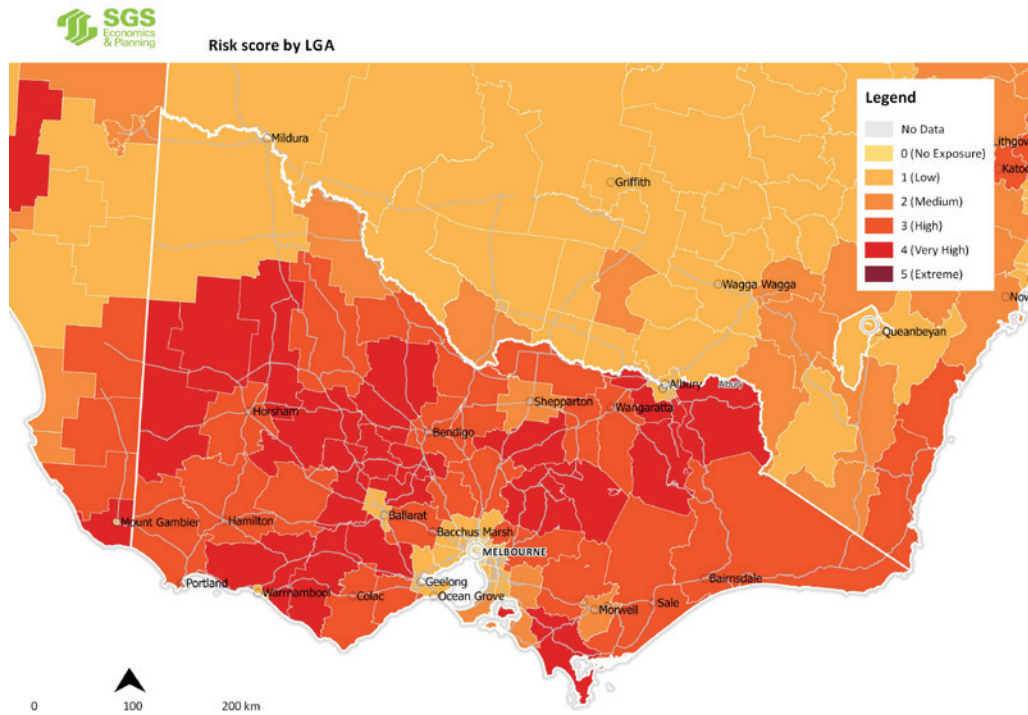 SGS
Economics
& Planning
Risk score by LGA
Legend
No Data
0 (No Exposure)
1 (Low)
2 (Medium)
3 (High)
4 (Very High)
5 (Extreme)
Mildura
Griffith
Lithgow
Wagga Wagga
Queanbeyan
Albury
Albury
Shepparton
Wangaratta
Horsham
Bendigo
Mount Gambier
Hamilton
Ballarat
Bacchus Marsh
MELBOURNE
Geelong
Ocean Grove
Portland
Warrnambool
Colac
Morwell
Sale
Bairnsdale
0
100
200 km